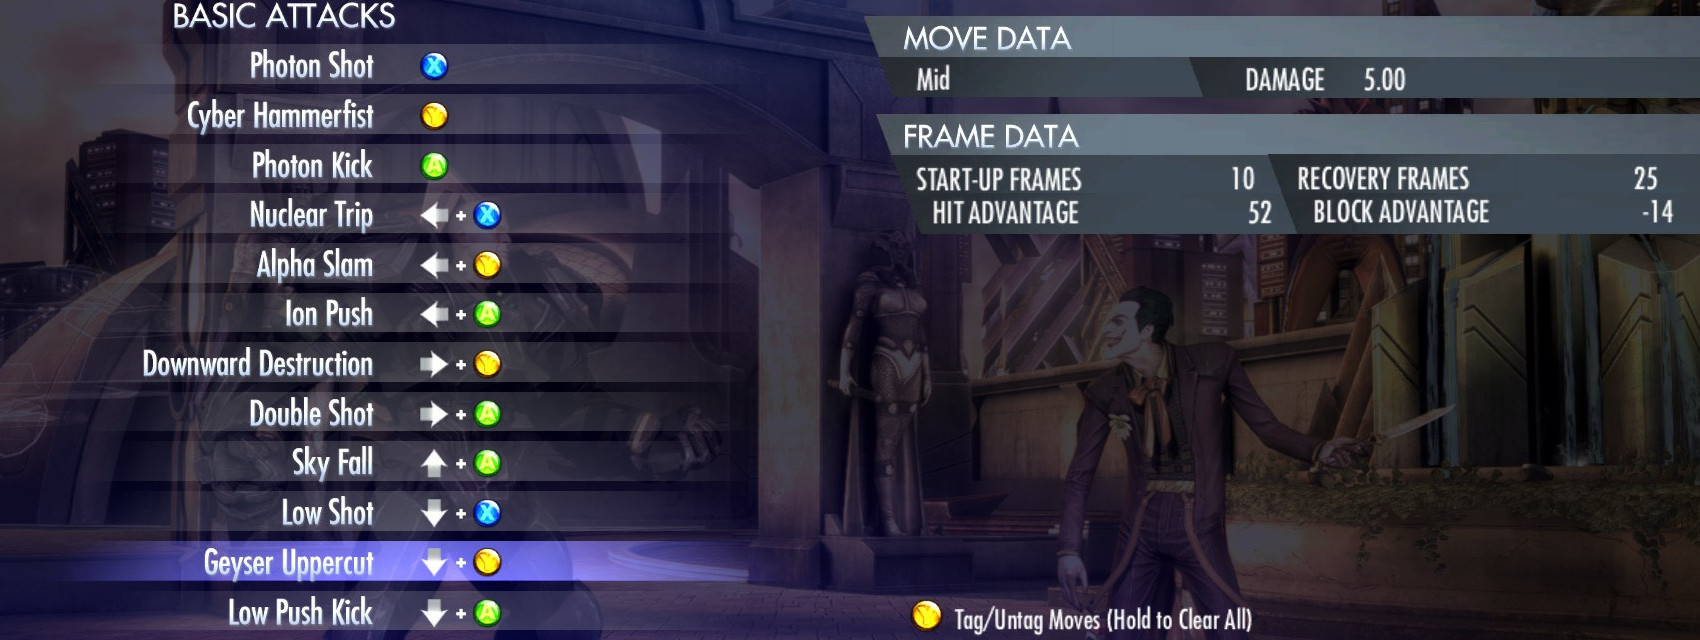 BASIC ATTACKS
Photon Shot X
Cyber Hammerfist Y
Photon Kick A
Nuclear Trip + X
Alpha Slam + Y
Ion Push + A
Downward Destruction + Y
Double Shot + A
Sky Fall + A
Low Shot + X
Geyser Uppercut + Y
Low Push Kick + A
MOVE DATA
Mid DAMAGE 5.00
FRAME DATA
START-UP FRAMES 10 RECOVERY FRAMES 25
HIT ADVANTAGE 52 BLOCK ADVANTAGE -14
Y Tag/Untag Moves (Hold to Clear All)